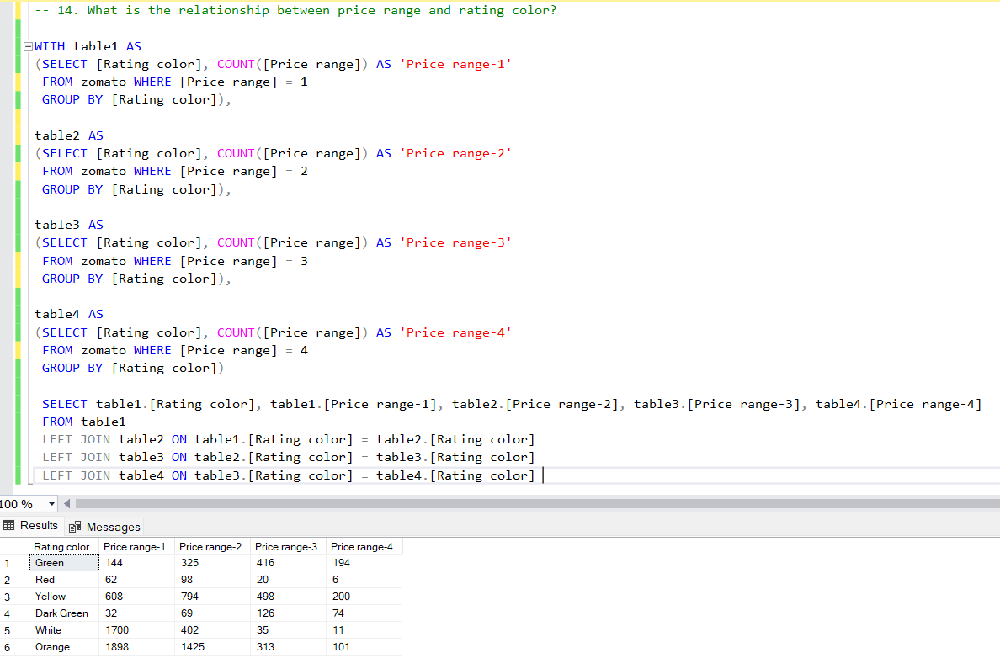 -- 14. What is the relationship between price range and rating color?
WITH table1 AS
(SELECT [Rating color], COUNT([Price range]) AS 'Price range-1'
FROM zomato WHERE [Price range] = 1
GROUP BY [Rating color]),
table2 AS
(SELECT [Rating color], COUNT([Price range]) AS 'Price range-2'
FROM zomato WHERE [Price range] = 2
GROUP BY [Rating color]),
table3 AS
(SELECT [Rating color], COUNT([Price range]) AS 'Price range-3'
FROM zomato WHERE [Price range] = 3
GROUP BY [Rating color]),
table4 AS
(SELECT [Rating color], COUNT([Price range]) AS 'Price range-4'
FROM zomato WHERE [Price range] = 4
GROUP BY [Rating color])
SELECT table1.[Rating color], table1.[Price range-1], table2.[Price range-2], table3.[Price range-3], table4.[Price range-4]
FROM table1
LEFT JOIN table2 ON table1.[Rating color] = table2.[Rating color]
LEFT JOIN table3 ON table2.[Rating color] = table3.[Rating color]
LEFT JOIN table4 ON table3.[Rating color] = table4.[Rating color]
100 %
Results Messages
Rating color Price range-1 Price range-2 Price range-3 Price range-4
1 Green 144 325 416 194
2 Red 62 98 20 6
3 Yellow 608 794 498 200
4 Dark Green 32 69 126 74
5 White 1700 402 35 11
6 Orange 1898 1425 313 101